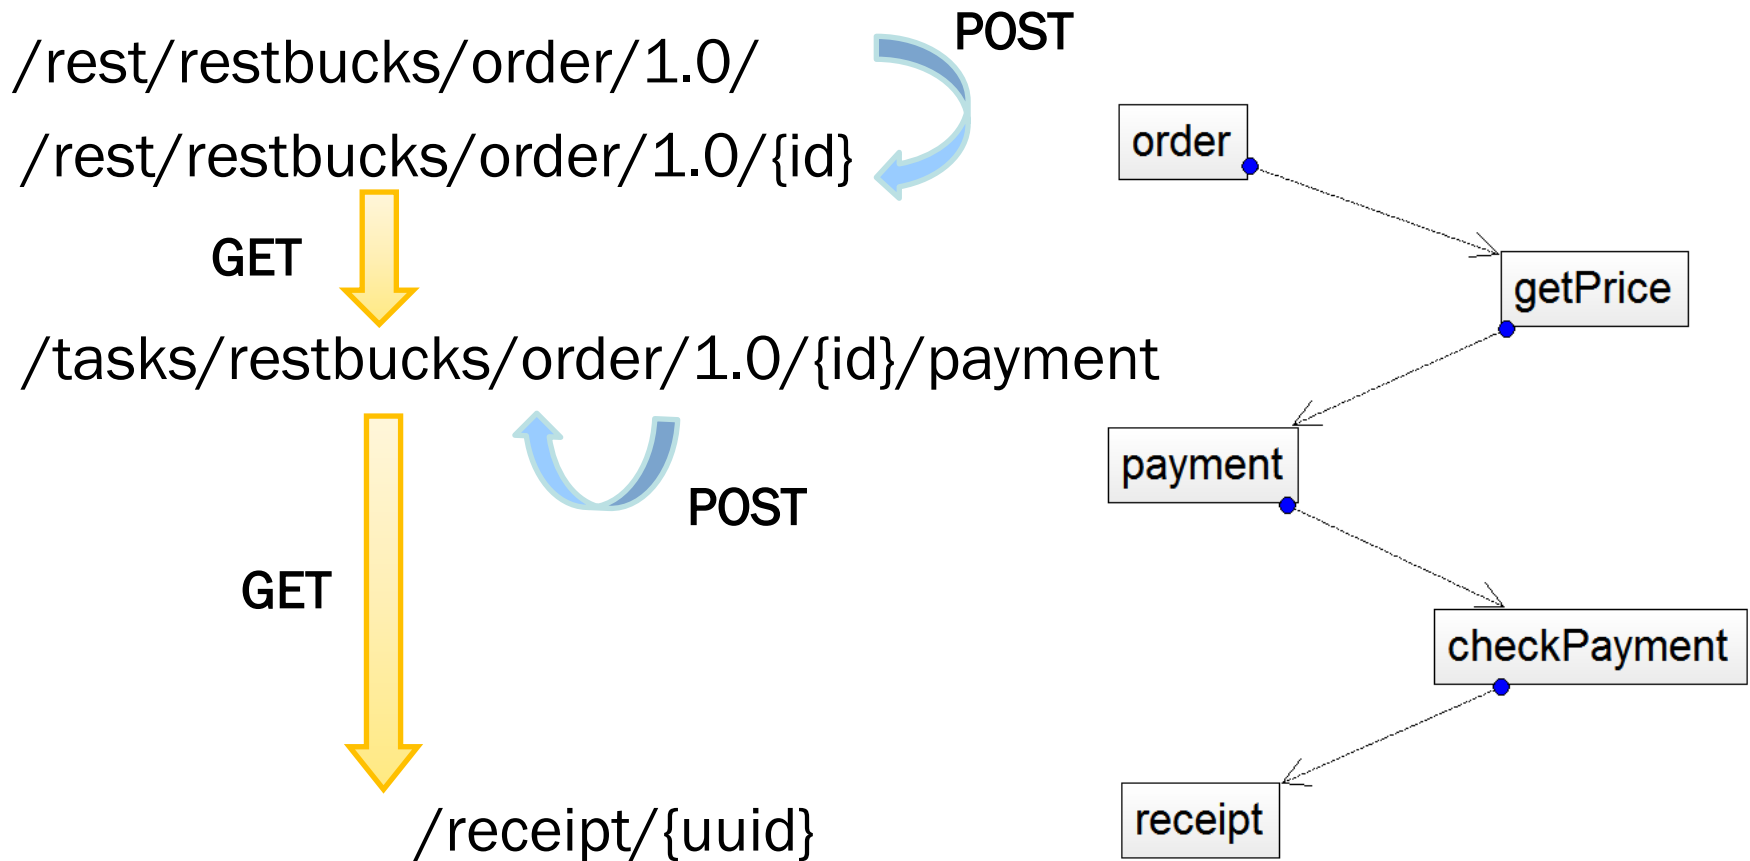 /rest/restbucks/order/1.0/
POST
/rest/restbucks/order/1.0/{id}
GET
/tasks/restbucks/order/1.0/{id}/payment
POST
GET
/receipt/{uuid}
order
getPrice
payment
checkPayment
receipt